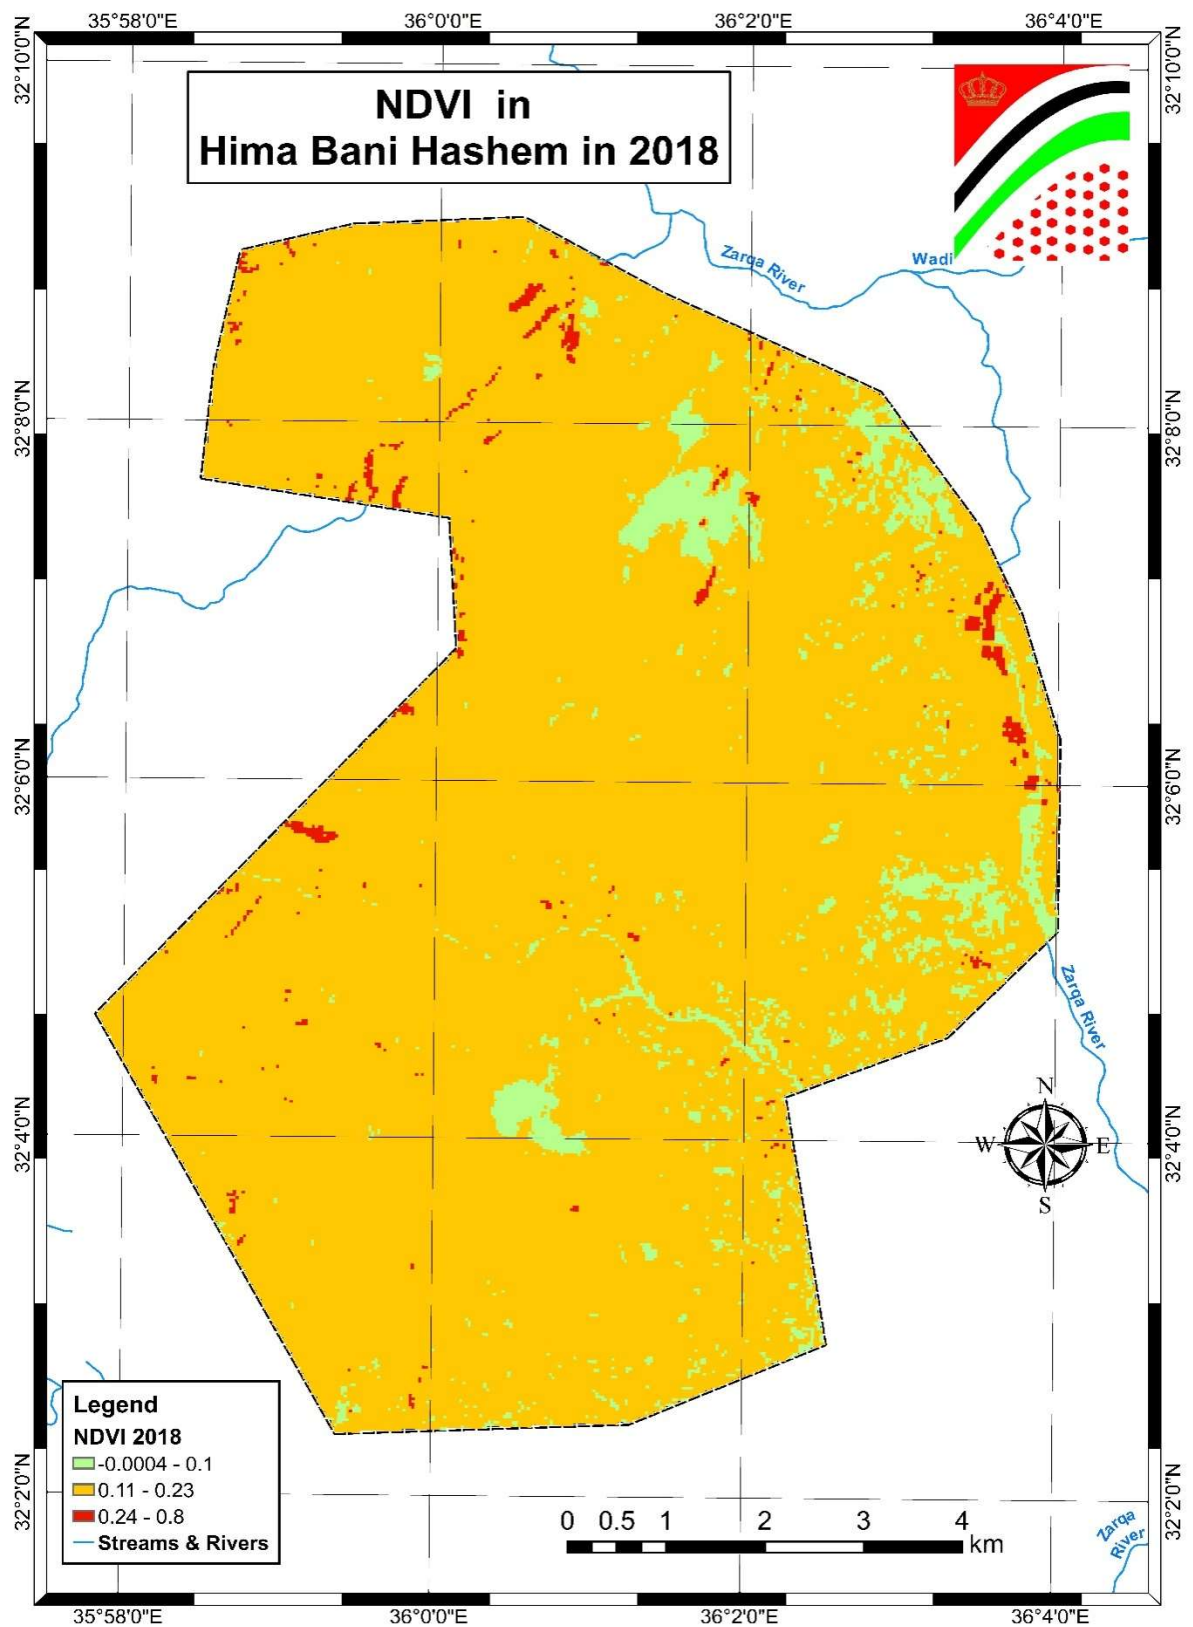 35°58'0"E
36°0'0"E
36°2'0"E
36°4'0"E
32°10'0"N
32°10'0"N
NDVI in
Hima Bani Hashem in 2018
Zarqa River
Wadi
32°8'0"N
32°8'0"N
32°6'0"N
32°6'0"N
Zarqa River
N
W
E
S
32°4'0"N
32°4'0"N
Legend
NDVI 2018
-0.0004 - 0.1
0.11 - 0.23
0.24 - 0.8
Streams & Rivers
32°2'0"N
32°2'0"N
0 0.5 1 2 3 4
km
Zarqa
River
35°58'0"E
36°0'0"E
36°2'0"E
36°4'0"E